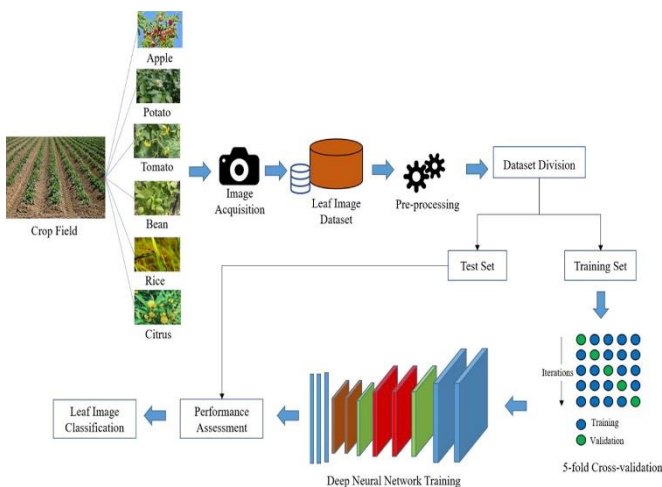 Apple
Potato
Tomato
Bean
Rice
Citrus
Crop Field
Image
Acquisition
Leaf Image
Dataset
Pre-processing
Dataset Division
Test Set
Training Set
Iterations
Training
Validation
5-fold Cross-validation
Deep Neural Network Training
Performance
Assessment
Leaf Image
Classification